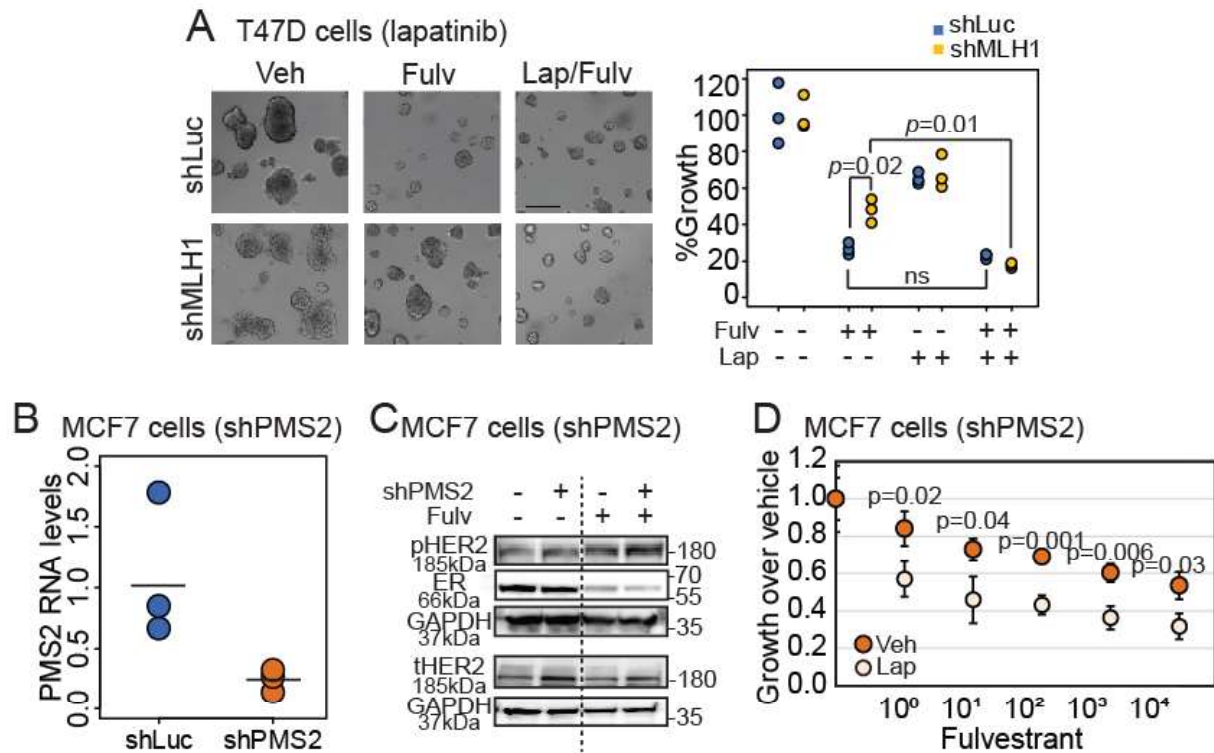 A T47D cells (lapatinib)
Veh Fulv Lap/Fulv
shLuc
shMLH1
shLuc
shMLH1
%Growth
120
100
80
60
40
20
0
p=0.02
p=0.01
ns
Fulv - - + + - - + +
Lap - - - - + + + +
B MCF7 cells (shPMS2)
PMS2 RNA levels
2.0
1.5
1.0
0.5
0.0
shLuc shPMS2
C MCF7 cells (shPMS2)
shPMS2 - + - +
Fulv - - + +
pHER2
185kDa
-180
ER
66kDa
70
55
GAPDH
37kDa
-35
tHER2
185kDa
-180
GAPDH
37kDa
-35
D MCF7 cells (shPMS2)
Growth over vehicle
1.2
1.0
0.8
0.6
0.4
0.2
0.0
p=0.02
p=0.04
p=0.001
p=0.006
p=0.03
Veh
Lap
10⁰ 10¹ 10² 10³ 10⁴
Fulvestrant